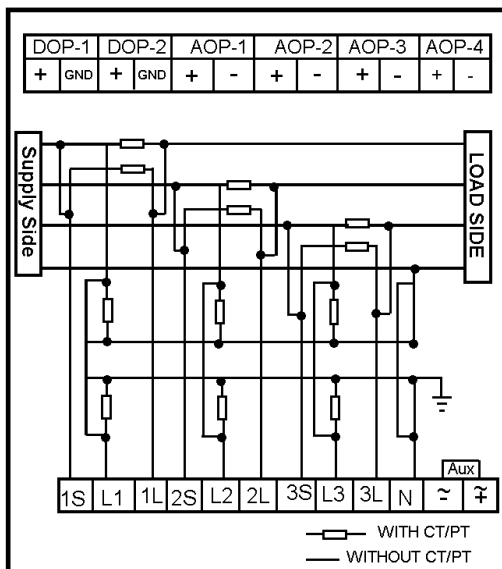 DOP-1 DOP-2 AOP-1 AOP-2 AOP-3 AOP-4
+ GND + GND + - + - + - + -
Supply Side
LOAD SIDE
Aux
1S L1 1L 2S L2 2L 3S L3 3L N ~ ∓
WITH CT/PT
WITHOUT CT/PT